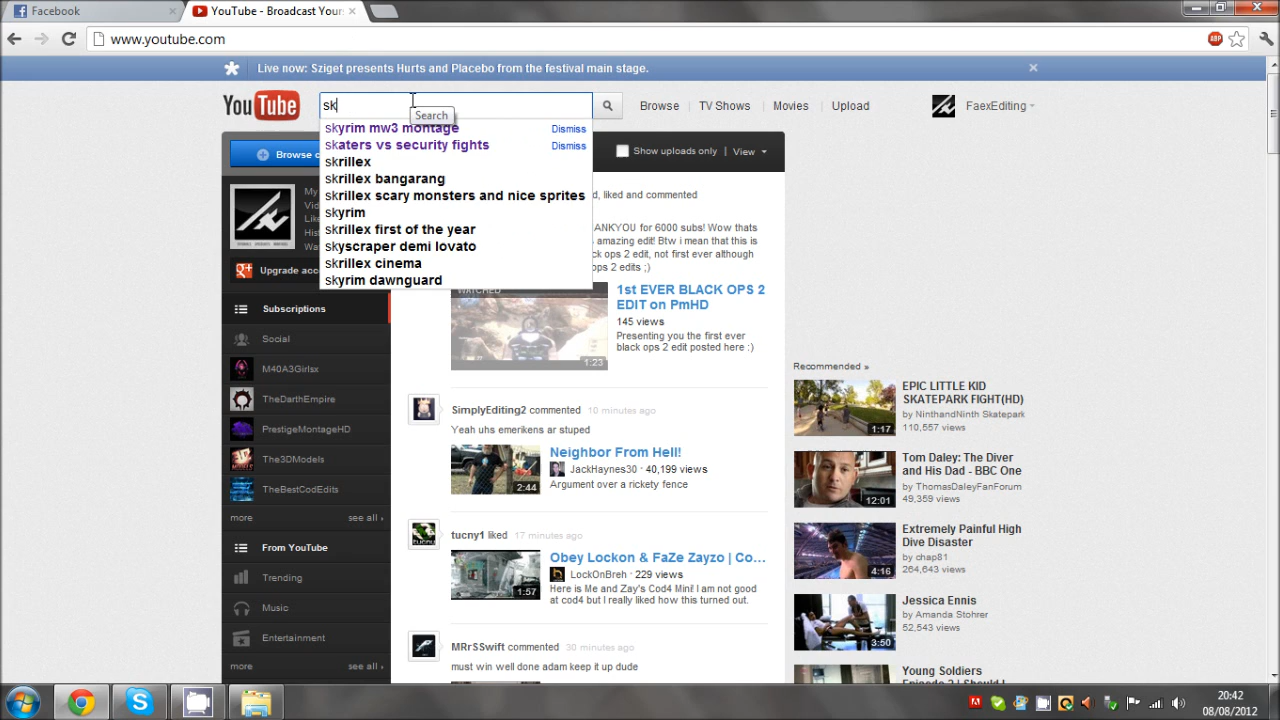 Facebook
YouTube - Broadcast Yours
www.youtube.com
ABP
Live now: Sziget presents Hurts and Placebo from the festival main stage.
YouTube
sk
Search
Browse
TV Shows
Movies
Upload
FaexEditing
skyrim mw3 montage
Dismiss
skaters vs security fights
Dismiss
skrillex
skrillex bangarang
skrillex scary monsters and nice sprites
skyrim
skrillex first of the year
skyscraper demi lovato
skrillex cinema
skyrim dawnguard
Browse c
Show uploads only
View
My
Vid
Like
Hist
Wa
Upgrade acc
d, liked and commented
ANKYOU for 6000 subs! Wow thats
amazing edit! Btw i mean that this is
ck ops 2 edit, not first ever although
ops 2 edits ;)
Subscriptions
Social
M40A3Girlsx
TheDarthEmpire
PrestigeMontageHD
The3DModels
TheBestCodEdits
more
see all ›
From YouTube
Trending
Music
Entertainment
more
see all ›
WATCHED
1:23
1st EVER BLACK OPS 2
EDIT on PmHD
145 views
Presenting you the first ever
black ops 2 edit posted here :)
SimplyEditing2 commented 10 minutes ago
Yeah uhs emerikens ar stuped
2:44
Neighbor From Hell!
JackHaynes30 · 40,199 views
Argument over a rickety fence
tucny1 liked 17 minutes ago
1:57
Obey Lockon & FaZe Zayzo | Co...
LockOnBreh · 229 views
Here is Me and Zay's Cod4 Mini! I am not good
at cod4 but I really liked how this turned out.
MRrSSwift commented 30 minutes ago
must win well done adam keep it up dude
Recommended »
1:17
EPIC LITTLE KID
SKATEPARK FIGHT(HD)
by NinthandNinth Skatepark
110,557 views
12:01
Tom Daley: The Diver
and His Dad - BBC One
by ThomasDaleyFanForum
49,359 views
4:16
Extremely Painful High
Dive Disaster
by chap81
264,643 views
3:50
Jessica Ennis
by Amanda Stohrer
52,543 views
Young Soldiers
20:42
08/08/2012